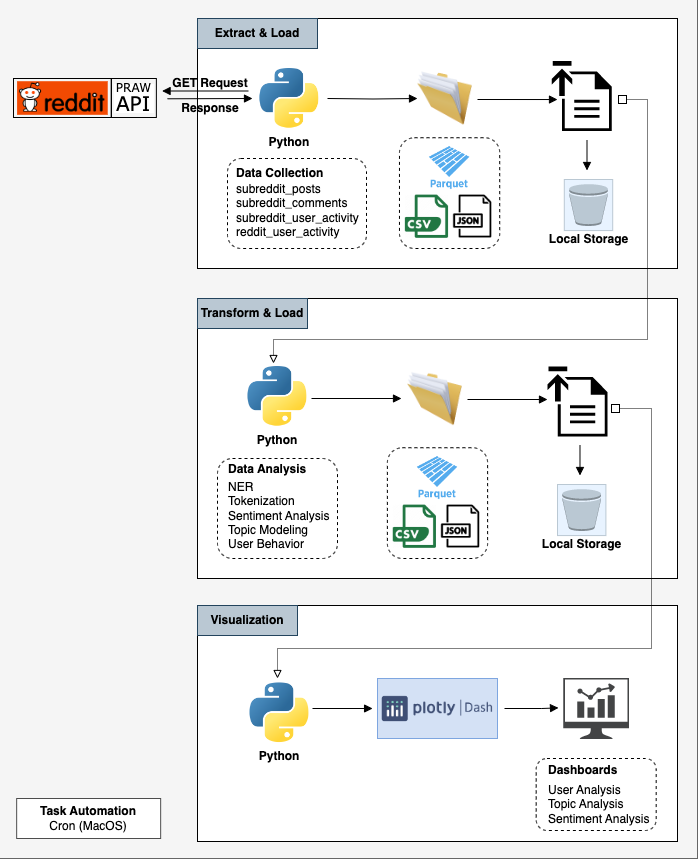 Extract & Load
reddit
PRAW
API
GET Request
Response
Python
Data Collection
subreddit_posts
subreddit_comments
subreddit_user_activity
reddit_user_activity
Parquet
CSV
JSON
Local Storage
Transform & Load
Python
Data Analysis
NER
Tokenization
Sentiment Analysis
Topic Modeling
User Behavior
Parquet
CSV
JSON
Local Storage
Visualization
Python
plotly | Dash
Dashboards
User Analysis
Topic Analysis
Sentiment Analysis
Task Automation
Cron (MacOS)